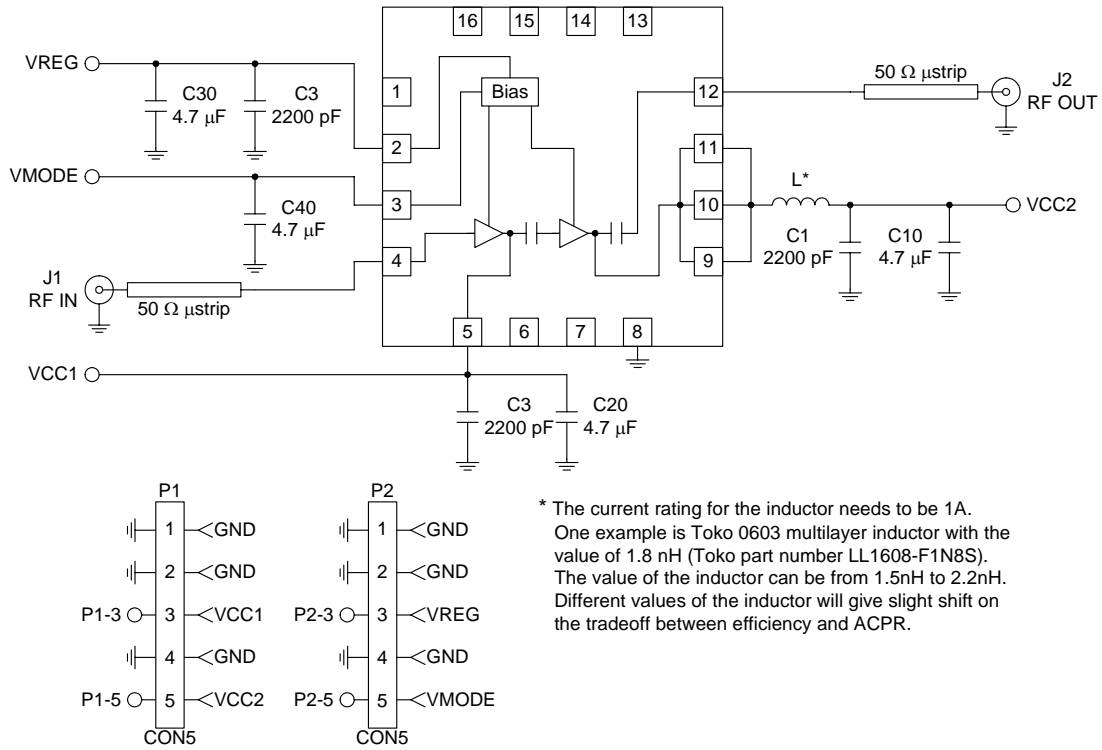 16 15 14 13
VREG
C30
4.7 μF
C3
2200 pF
1
Bias
12
50 Ω μstrip
J2
RF OUT
2
11
VMODE
C40
4.7 μF
3
10
L*
VCC2
4
9
C1
2200 pF
C10
4.7 μF
J1
RF IN
50 Ω μstrip
5 6 7 8
VCC1
C3
2200 pF
C20
4.7 μF
P1
1 GND
2 GND
P1-3 3 VCC1
4 GND
P1-5 5 VCC2
CON5
P2
1 GND
2 GND
P2-3 3 VREG
4 GND
P2-5 5 VMODE
CON5
* The current rating for the inductor needs to be 1A.
One example is Toko 0603 multilayer inductor with the
value of 1.8 nH (Toko part number LL1608-F1N8S).
The value of the inductor can be from 1.5nH to 2.2nH.
Different values of the inductor will give slight shift on
the tradeoff between efficiency and ACPR.